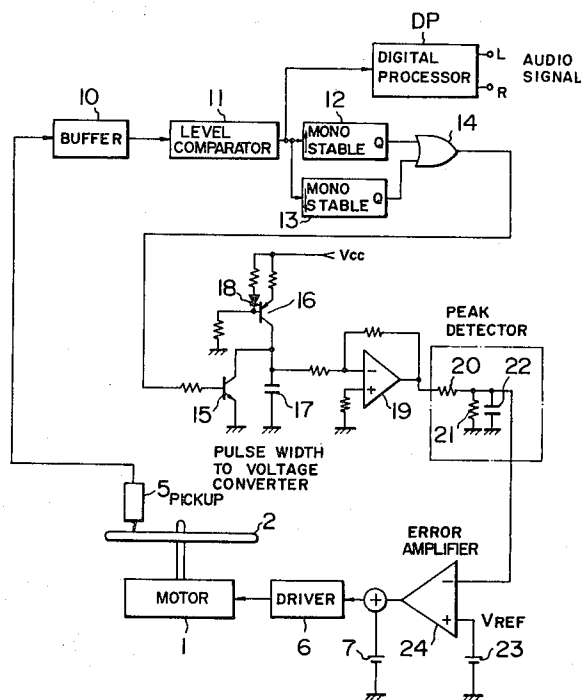 DP
DIGITAL PROCESSOR
L
R
AUDIO SIGNAL
10
BUFFER
11
LEVEL COMPARATOR
12
MONO STABLE Q
14
MONO STABLE Q
13
Vcc
18
16
PEAK DETECTOR
20
22
15
17
19
21
PULSE WIDTH TO VOLTAGE CONVERTER
5 PICKUP
2
ERROR AMPLIFIER
MOTOR
DRIVER
VREF
1
6
7
24
23